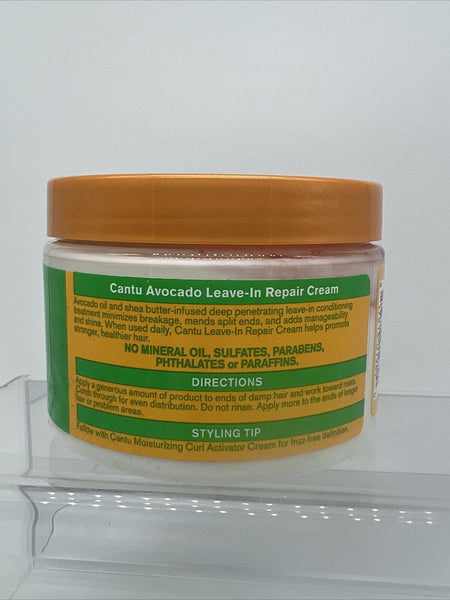 Cantu Avocado Leave-In Repair Cream
Avocado oil and shea butter-infused deep penetrating leave-in conditioning
treatment minimizes breakage, mends split ends, and adds manageability
and shine. When used daily, Cantu Leave-In Repair Cream helps promote
stronger, healthier hair.
NO MINERAL OIL, SULFATES, PARABENS,
PHTHALATES or PARAFFINS.
DIRECTIONS
Apply a generous amount of product to ends of damp hair and work toward roots.
Comb through for even distribution. Do not rinse. Apply more to the ends of longer
hair or problem areas.
STYLING TIP
Follow with Cantu Moisturizing Curl Activator Cream for frizz-free definition.